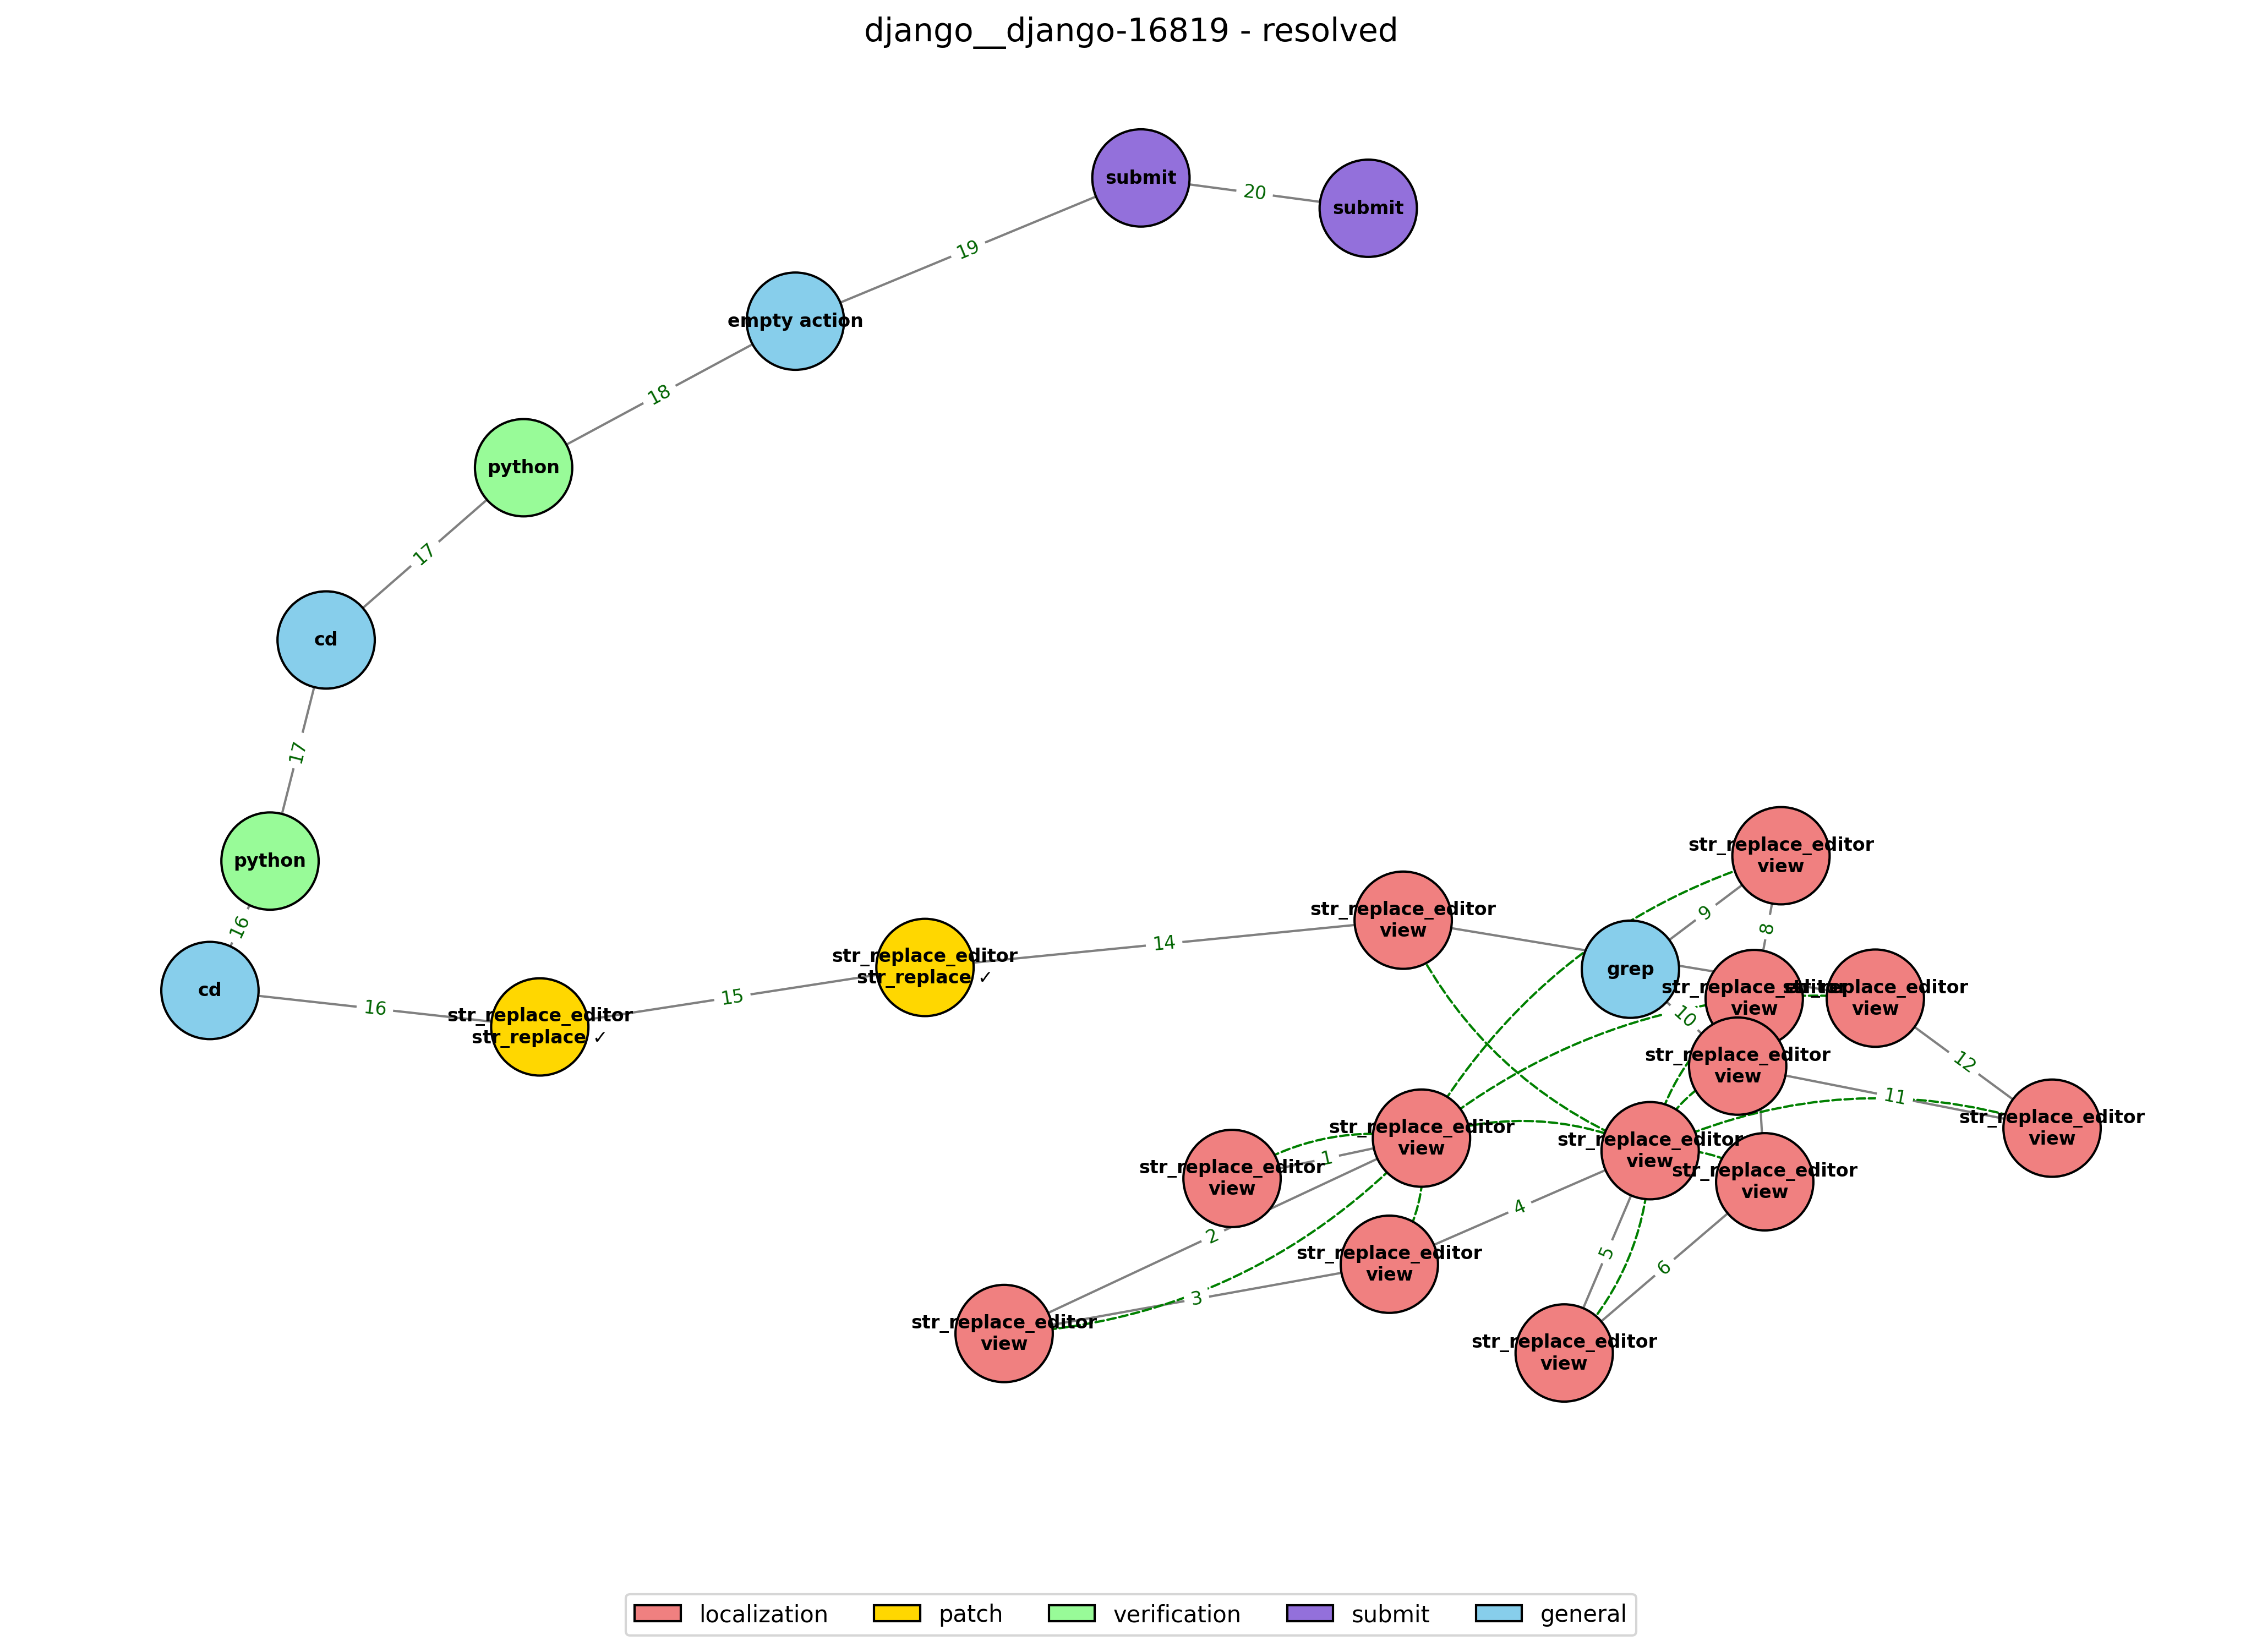 django__django-16819 - resolved
submit
20
submit
19
empty action
18
python
17
cd
17
python
16
cd
16
str_replace_editor
str_replace ✓
15
str_replace_editor
str_replace ✓
14
str_replace_editor
view
str_replace_editor
view
9
8
grep
str_replace_editor
view
str_replace_editor
view
10
str_replace_editor
view
12
11
str_replace_editor
view
str_replace_editor
view
1
str_replace_editor
view
str_replace_editor
view
str_replace_editor
view
2
4
5
6
str_replace_editor
view
3
str_replace_editor
view
str_replace_editor
view
localization
patch
verification
submit
general